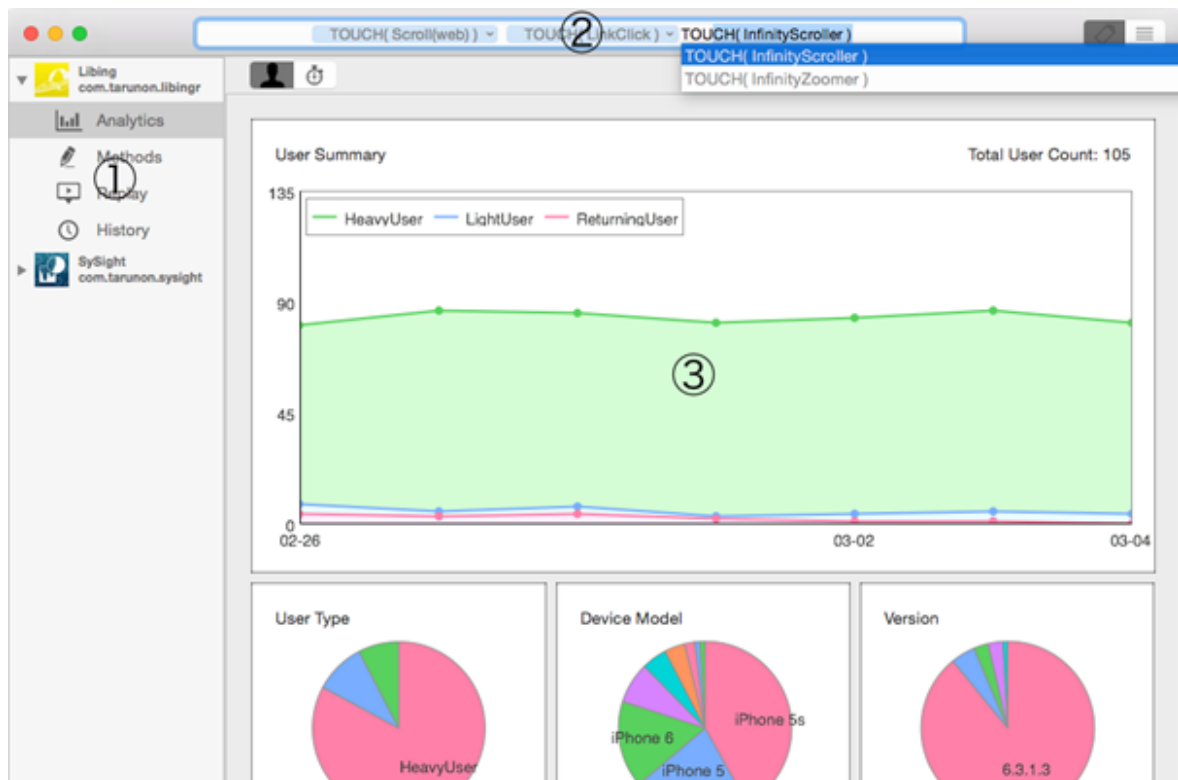 TOUCH( Scroll(web) )
②
TOUCH( LinkClick )
TOUCH( InfinityScroller )
TOUCH( InfinityScroller )
TOUCH( InfinityZoomer )
Libing
com.tarunon.libingr
Analytics
Methods
①
Replay
History
SySight
com.tarunon.sysight
User Summary
Total User Count: 105
135
HeavyUser
LightUser
ReturningUser
90
③
45
0
02-26
03-02
03-04
User Type
HeavyUser
Device Model
iPhone 5s
iPhone 6
iPhone 5
Version
6.3.1.3